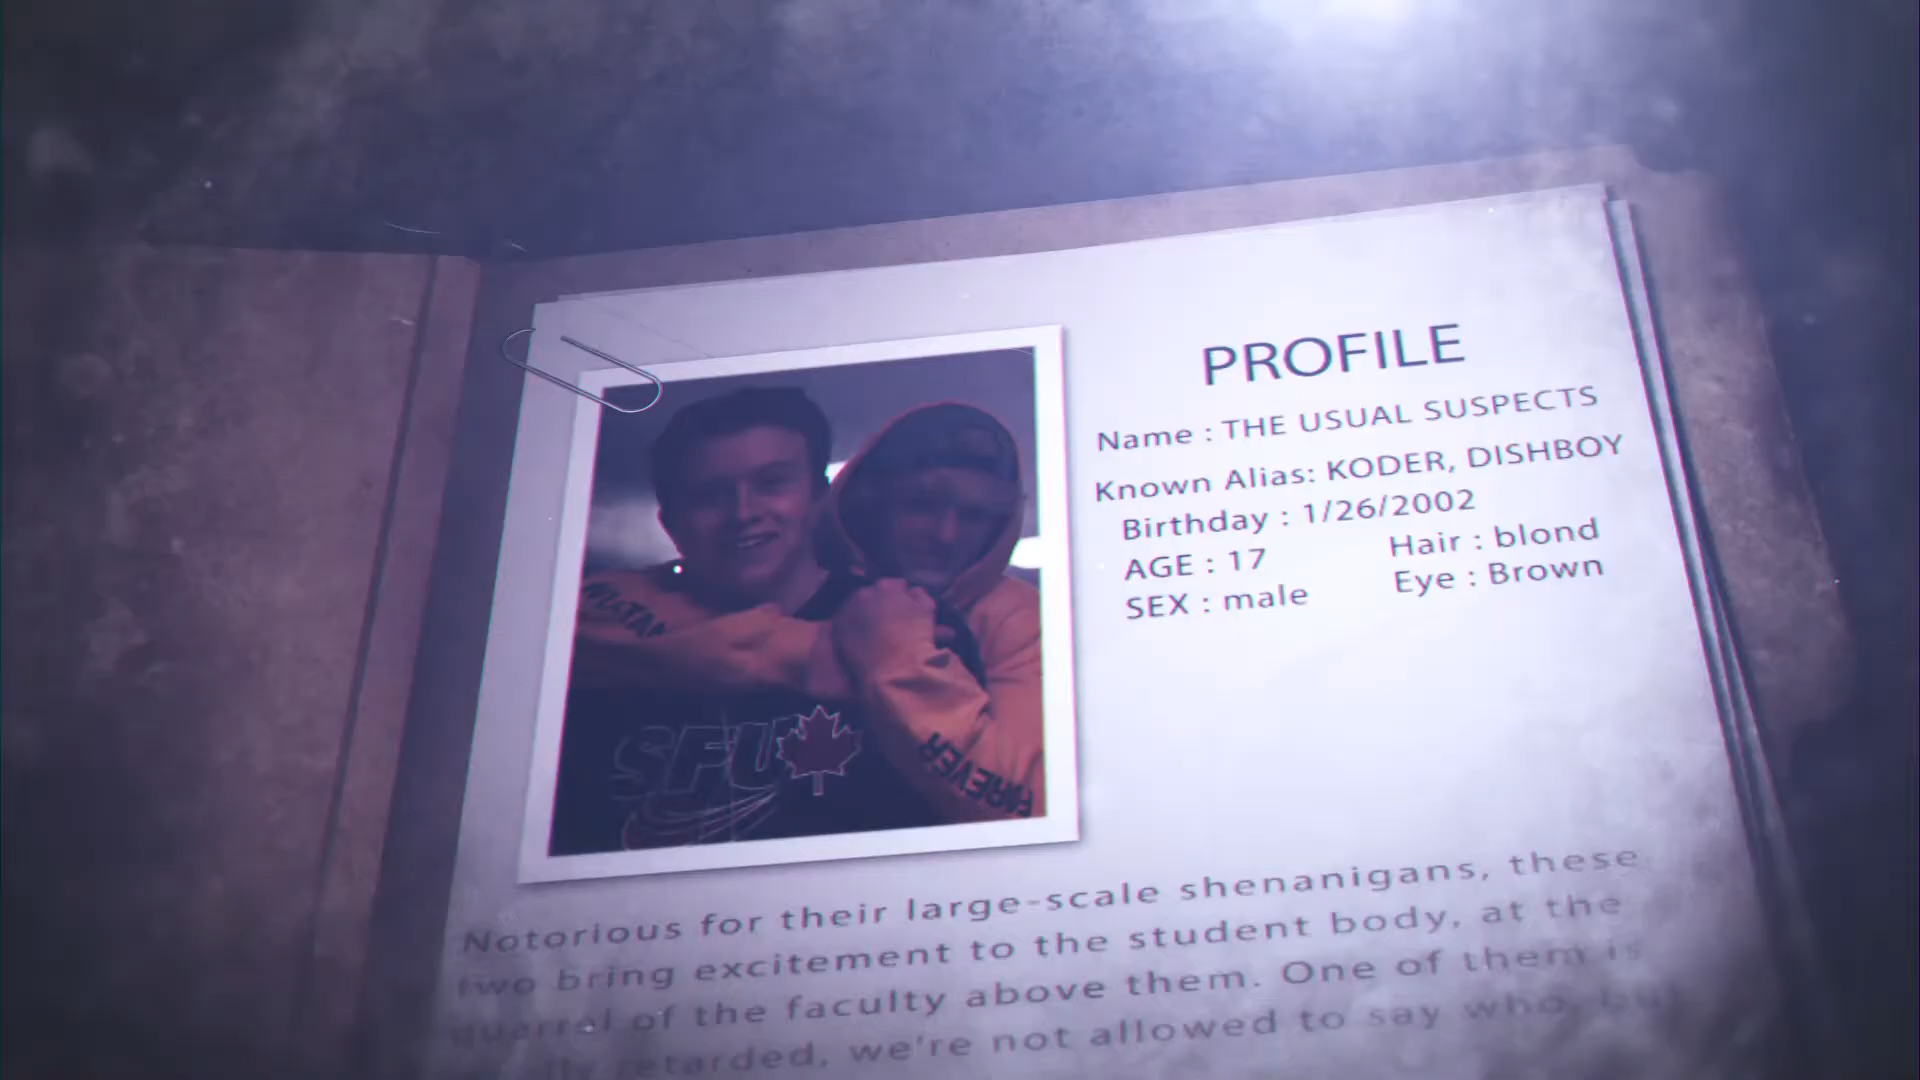 PROFILE
Name : THE USUAL SUSPECTS
Known Alias: KODER, DISHBOY
Birthday : 1/26/2002
AGE : 17
Hair : blond
SEX : male
Eye : Brown
FOREVER
SFU
Notorious for their large-scale shenanigans, these
two bring excitement to the student body, at the
quarrel of the faculty above them. One of them is
retarded, we're not allowed to say who, but